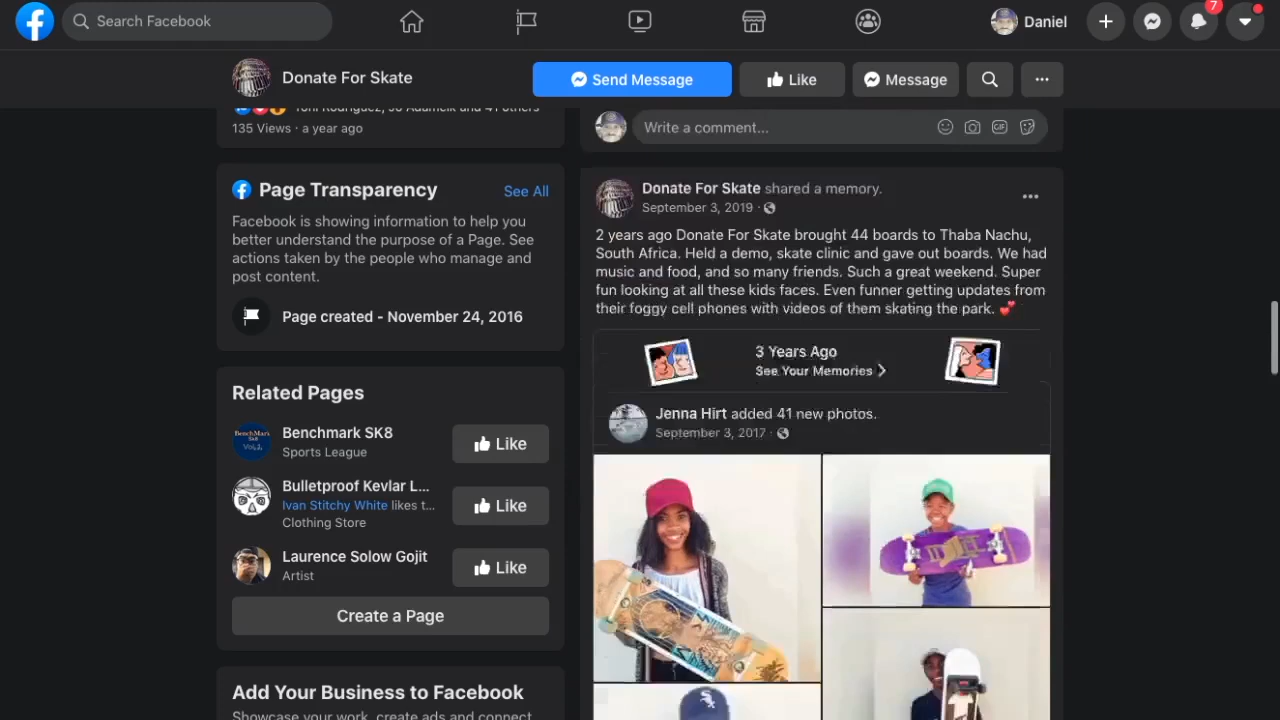 Search Facebook
Daniel
7
Donate For Skate
Send Message
Like
Message
135 Views · a year ago
Page Transparency
See All
Facebook is showing information to help you
better understand the purpose of a Page. See
actions taken by the people who manage and
post content.
Page created - November 24, 2016
Related Pages
Benchmark SK8
Sports League
Like
Bulletproof Kevlar L...
Ivan Stitchy White likes t...
Clothing Store
Like
Laurence Solow Gojit
Artist
Like
Create a Page
Add Your Business to Facebook
Showcase your work, create ads and connect
Write a comment...
GIF
Donate For Skate shared a memory.
September 3, 2019 ·
2 years ago Donate For Skate brought 44 boards to Thaba Nachu,
South Africa. Held a demo, skate clinic and gave out boards. We had
music and food, and so many friends. Such a great weekend. Super
fun looking at all these kids faces. Even funner getting updates from
their foggy cell phones with videos of them skating the park.
3 Years Ago
See Your Memories
Jenna Hirt added 41 new photos.
September 3, 2017 ·